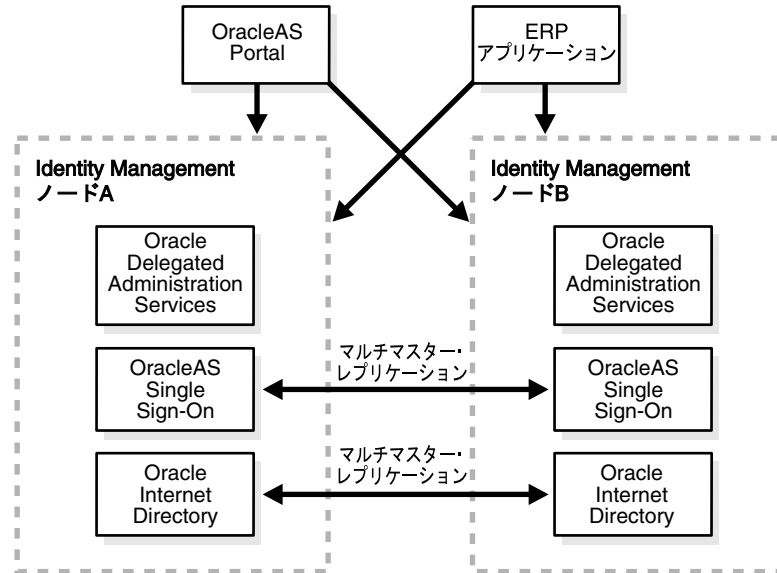 OracleAS
Portal
ERP
アプリケーション
Identity Management
ノードA
Identity Management
ノードB
Oracle
Delegated
Administration
Services
Oracle
Delegated
Administration
Services
マルチマスター・
レプリケーション
OracleAS
Single
Sign-On
OracleAS
Single
Sign-On
マルチマスター・
レプリケーション
Oracle
Internet
Directory
Oracle
Internet
Directory